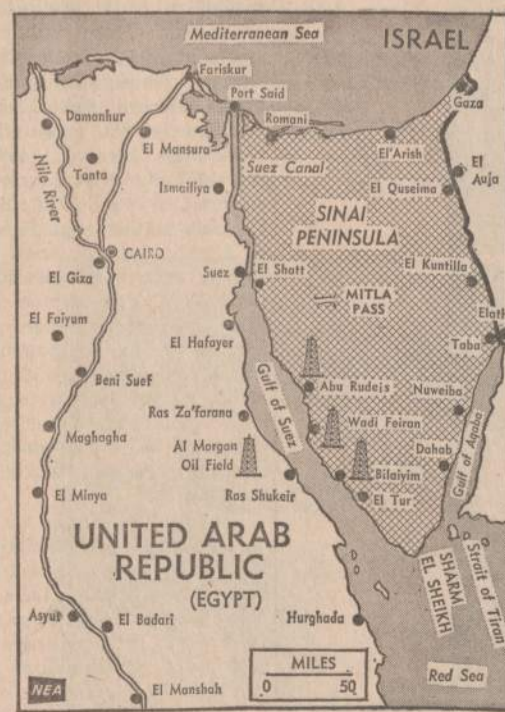 Mediterranean Sea
ISRAEL
Fariskur
Port Said
Gaza
Damanhur
Romani
El Mansura
El'Arish
Nile River
Tanta
Suez Canal
El Auja
Ismailiya
El Quseima
SINAI
PENINSULA
CAIRO
El Giza
Suez
El Shatt
El Kuntilla
MITLA
PASS
Elath
El Faiyum
Taba
El Hafayer
Beni Suef
Gulf of Suez
Abu Rudeis
Nuweiba
Ras Za'farana
Wadi Feiran
Gulf of Aqaba
Maghagha
Al Morgan
Oil Field
Dahab
Bilaiyim
El Minya
Ras Shukeir
El Tur
UNITED ARAB
REPUBLIC
(EGYPT)
SHARM
EL SHEIKH
Strait of Tiran
Asyut
El Badari
Hurghada
MILES
0 50
Red Sea
NEA
El Manshah